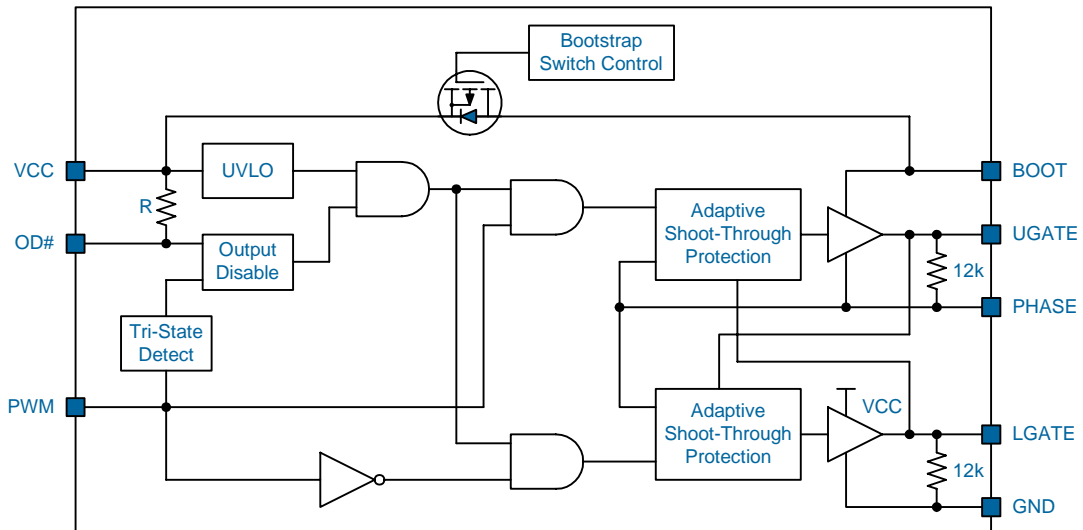 Bootstrap
Switch Control
VCC
UVLO
BOOT
R
OD#
Output
Disable
Adaptive
Shoot-Through
Protection
UGATE
12k
PHASE
Tri-State
Detect
PWM
Adaptive
Shoot-Through
Protection
VCC
LGATE
12k
GND